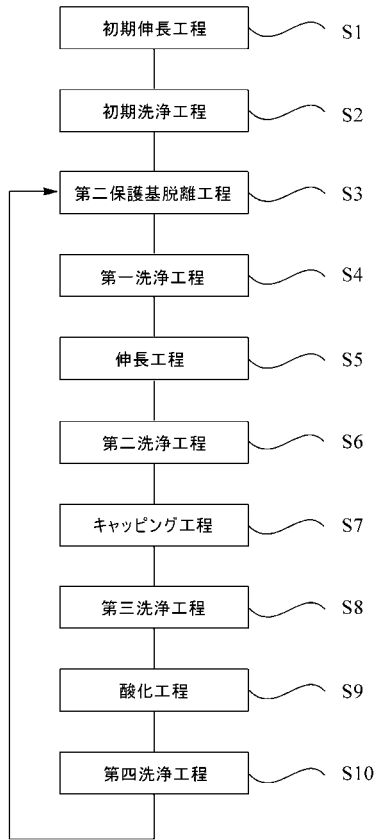 初期伸長工程 S1
初期洗浄工程 S2
第二保護基脱離工程 S3
第一洗浄工程 S4
伸長工程 S5
第二洗浄工程 S6
キャッピング工程 S7
第三洗浄工程 S8
酸化工程 S9
第四洗浄工程 S10